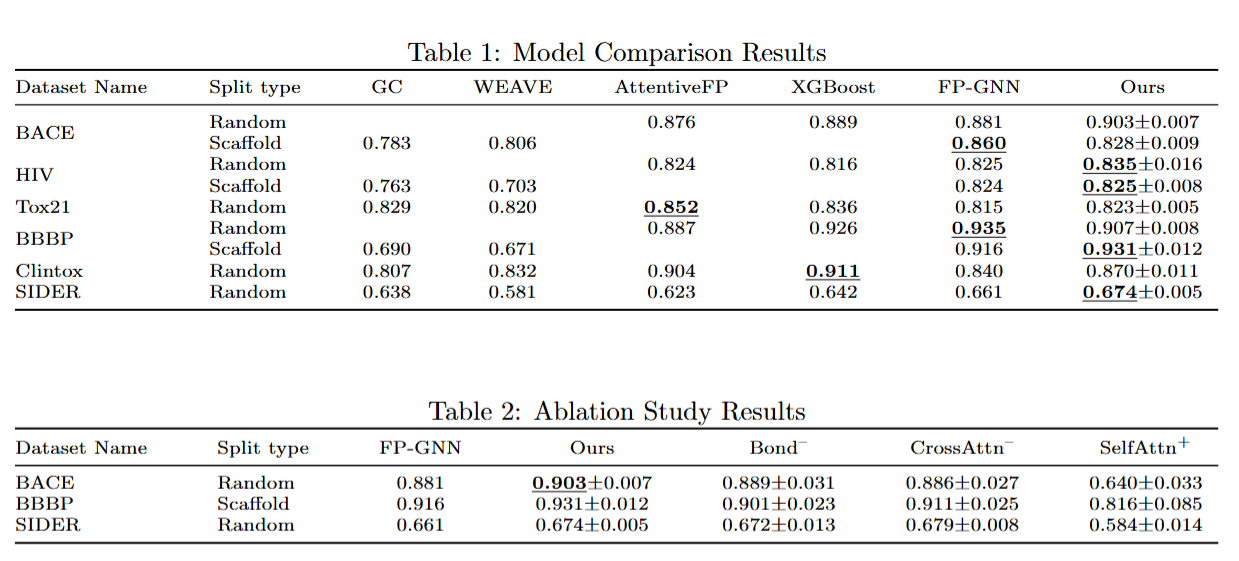 Table 1: Model Comparison Results
Dataset Name Split type GC WEAVE AttentiveFP XGBoost FP-GNN Ours
BACE Random 0.876 0.889 0.881 0.903±0.007
Scaffold 0.783 0.806 0.860 0.828±0.009
HIV Random 0.824 0.816 0.825 0.835±0.016
Scaffold 0.763 0.703 0.824 0.825±0.008
Tox21 Random 0.829 0.820 0.852 0.836 0.815 0.823±0.005
BBBP Random 0.887 0.926 0.935 0.907±0.008
Scaffold 0.690 0.671 0.916 0.931±0.012
Clintox Random 0.807 0.832 0.904 0.911 0.840 0.870±0.011
SIDER Random 0.638 0.581 0.623 0.642 0.661 0.674±0.005
Table 2: Ablation Study Results
Dataset Name Split type FP-GNN Ours Bond⁻ CrossAttn⁻ SelfAttn⁺
BACE Random 0.881 0.903±0.007 0.889±0.031 0.886±0.027 0.640±0.033
BBBP Scaffold 0.916 0.931±0.012 0.901±0.023 0.911±0.025 0.816±0.085
SIDER Random 0.661 0.674±0.005 0.672±0.013 0.679±0.008 0.584±0.014